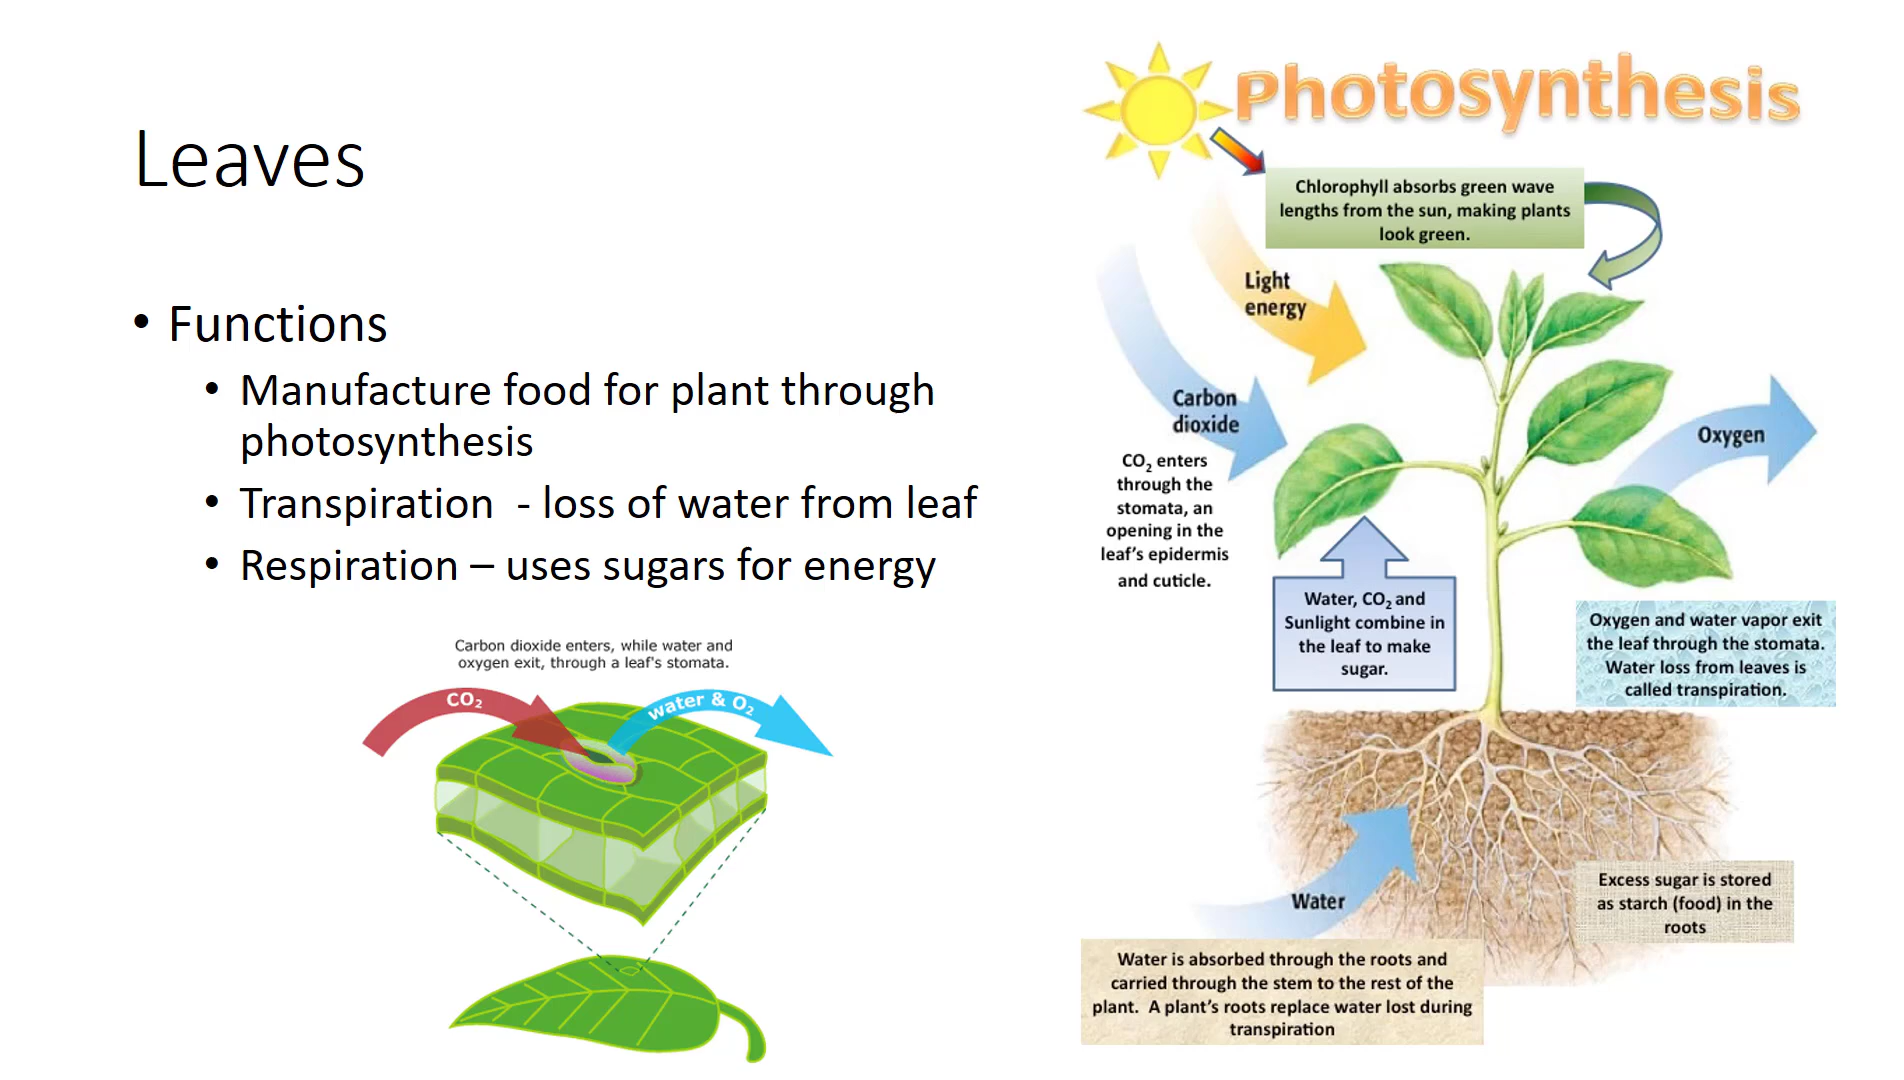 Leaves
• Functions
• Manufacture food for plant through
photosynthesis
• Transpiration - loss of water from leaf
• Respiration – uses sugars for energy
Carbon dioxide enters, while water and
oxygen exit, through a leaf's stomata.
CO₂
water & O₂
Photosynthesis
Chlorophyll absorbs green wave
lengths from the sun, making plants
look green.
Light
energy
Carbon
dioxide
CO₂ enters
through the
stomata, an
opening in the
leaf's epidermis
and cuticle.
Oxygen
Water, CO₂ and
Sunlight combine in
the leaf to make
sugar.
Oxygen and water vapor exit
the leaf through the stomata.
Water loss from leaves is
called transpiration.
Water
Excess sugar is stored
as starch (food) in the
roots
Water is absorbed through the roots and
carried through the stem to the rest of the
plant. A plant's roots replace water lost during
transpiration